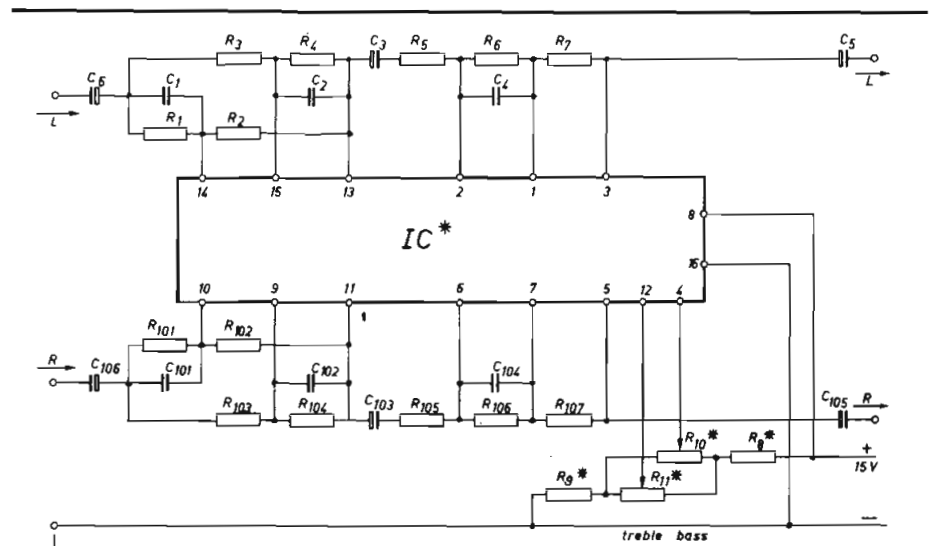 R3 R4 C3 R5 R6 R7 C5
C6 C1 C2 C4 L
L R1 R2
14 15 13 2 1 3
8
IC*
16
10 9 11 6 7 5 12 4
1
R101 R102
R C106 C101 C102 C104
R103 R104 C103 R105 R106 R107 C105 R
R10* R8* +
15V
R9* R11*
—
treble bass